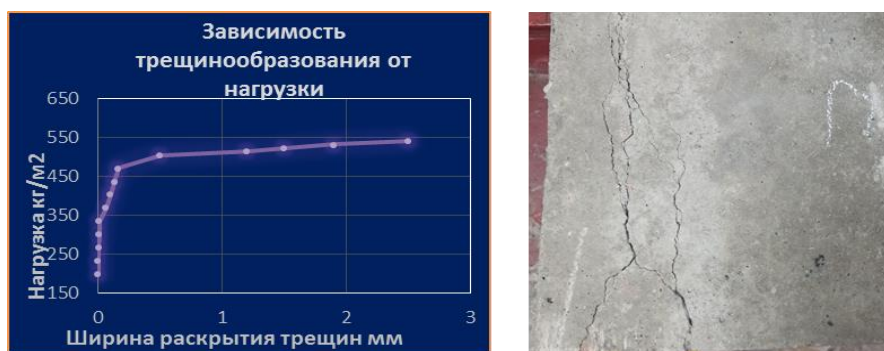 Зависимость
трещинообразования от
нагрузки
Нагрузка кг/м2
650
550
450
350
250
150
0
1
2
3
Ширина раскрытия трещин мм